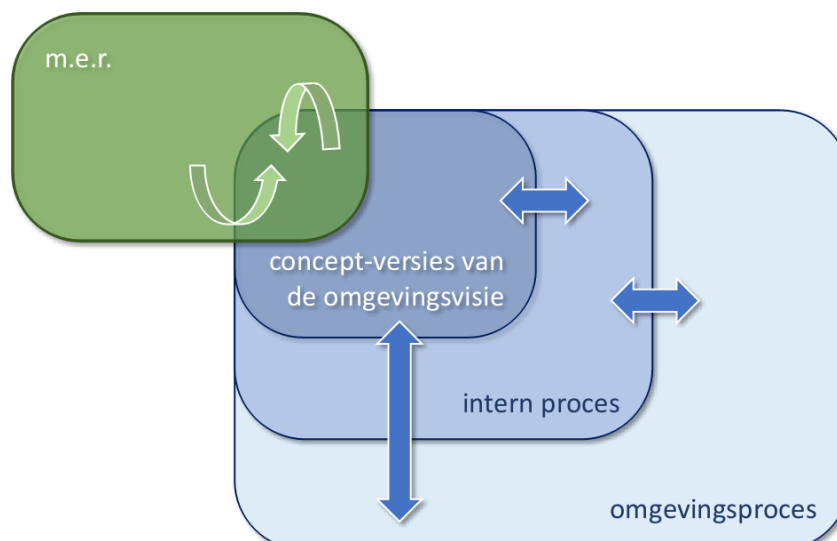 m.e.r.
concept-versies van
de omgevingsvisie
intern proces
omgevingsproces